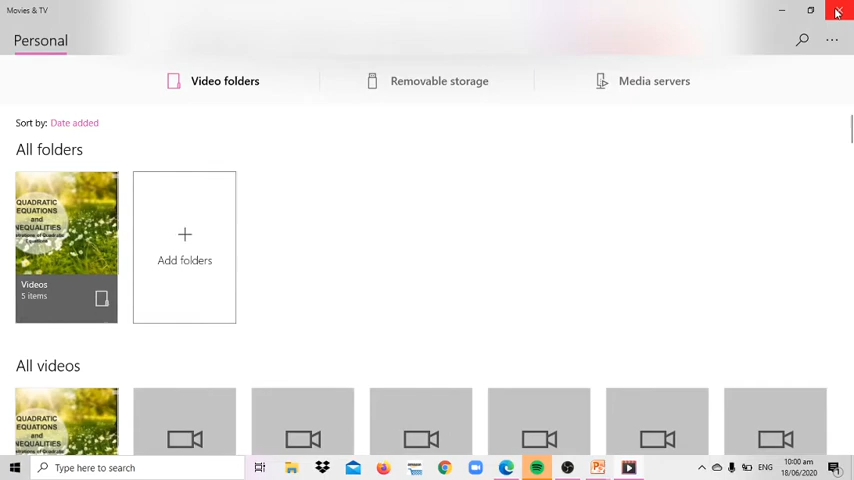 Movies & TV
Personal
Video folders
Removable storage
Media servers
Sort by: Date added
All folders
QUADRATIC
EQUATIONS
and
INEQUALITIES
Videos
5 items
Add folders
All videos
QUADRATIC
EQUATIONS
and
INEQUALITIES
Type here to search
amazon
ENG
10:00 am
18/06/2020
1